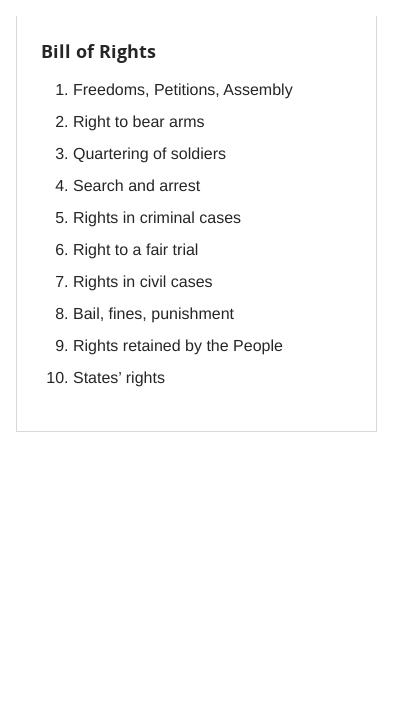 Bill of Rights
1. Freedoms, Petitions, Assembly
2. Right to bear arms
3. Quartering of soldiers
4. Search and arrest
5. Rights in criminal cases
6. Right to a fair trial
7. Rights in civil cases
8. Bail, fines, punishment
9. Rights retained by the People
10. States’ rights